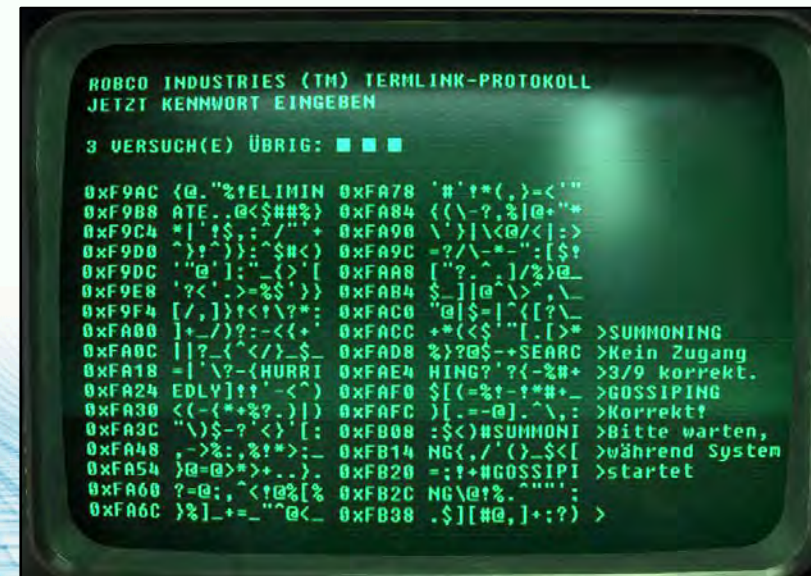 ROBCO INDUSTRIES (TM) TERMLINK-PROTOKOLL
JETZT KENNWORT EINGEBEN
3 VERSUCH(E) ÜBRIG: ■ ■ ■
0xF9AC {@."%!ELIMIN 0xFA78 '#'!*(,}=<'"
0xF9B8 ATE..@<$##%} 0xFA84 {(\-?,%|@+"*
0xF9C4 *|'!$,:^/"'+ 0xFA90 \'}|\<@/<|:>
0xF9D0 ^}!^)}:^$#<) 0xFA9C =?/\-*-":[$!
0xF9DC '"@'];"_{>'[ 0xFAA8 ["?.^.]/%}@_
0xF9E8 '?<'.>=%$'}} 0xFAB4 $_]|@^\>^,\_
0xF9F4 [/,]}!<!\?*: 0xFAC0 "@|$=|^{[?\_
0xFA00 ]+_/)?:-<{+' 0xFACC +*(<$'"[.[>* >SUMMONING
0xFA0C ||?_{^</}_$_ 0xFAD8 %}?@$-+SEARC >Kein Zugang
0xFA18 =|'\?-{HURRI 0xFAE4 HING?'?{-%#+ >3/9 korrekt.
0xFA24 EDLY]!!'-<^) 0xFAF0 $[(=%!-!*#+_ >GOSSIPING
0xFA30 <(-{*+%?.)|) 0xFAFC )[.=-@].^\,: >Korrekt!
0xFA3C "\)$-?'<}'[: 0xFB08 :$<)#SUMMONI >Bitte warten,
0xFA48 ,->%:,%!*>:_ 0xFB14 NG{,/'(}_$<[ >während System
0xFA54 }@=@>*>+..}. 0xFB20 =;!+#GOSSIPI >startet
0xFA60 ?=@;,^<!@%[% 0xFB2C NG\@!%.^""';
0xFA6C }%]_+=_"^@<_ 0xFB38 .$][#@,]+;?) >